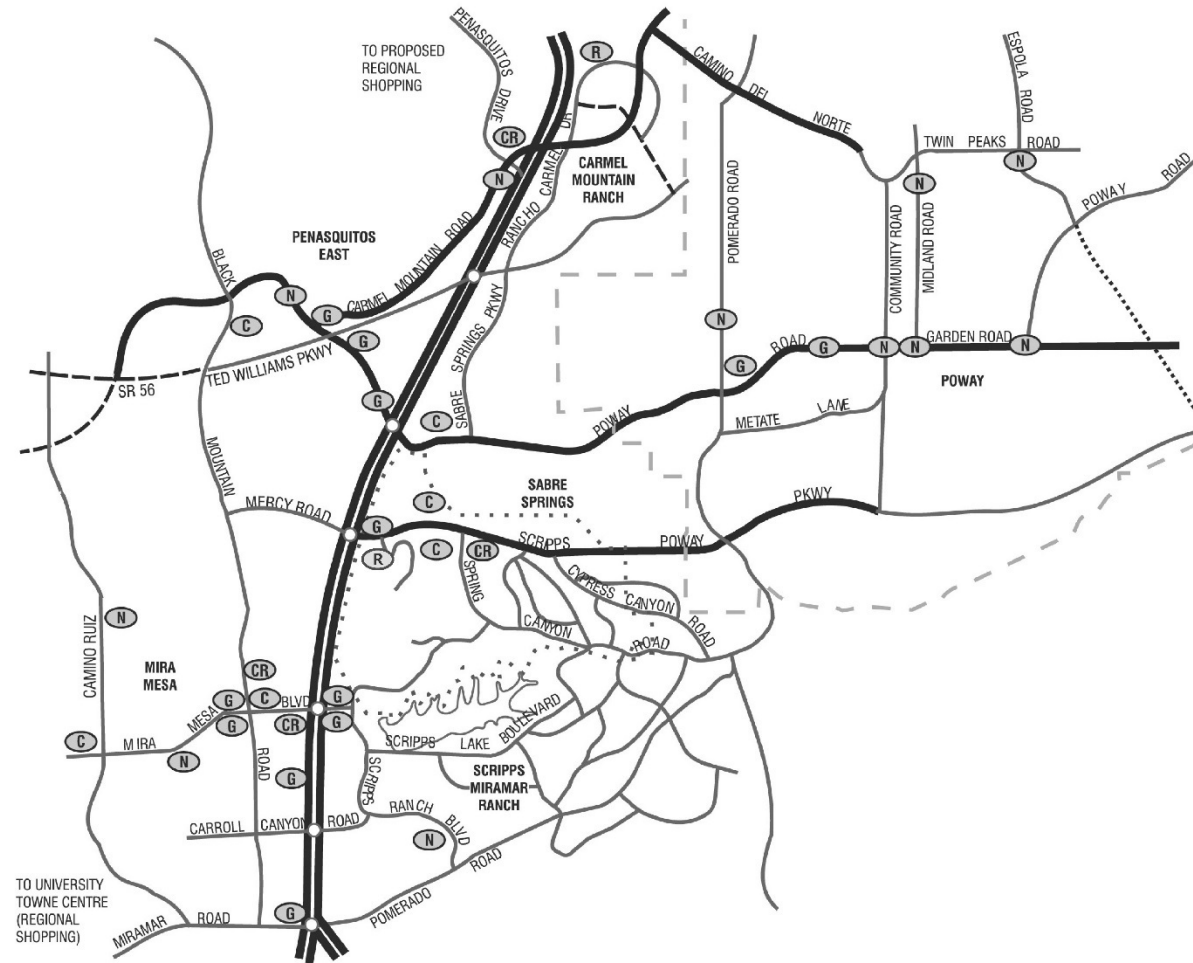 PENASQUITOS DRIVE
TO PROPOSED
REGIONAL
SHOPPING
R
CAMINO DEL NORTE
ESPOLA ROAD
CR
RANCHO CARMEL DR
CARMEL
MOUNTAIN
RANCH
TWIN PEAKS ROAD
N
N
N
POWAY ROAD
POMERADO ROAD
COMMUNITY ROAD
MIDLAND ROAD
PENASQUITOS
EAST
BLACK
CARMEL MOUNTAIN ROAD
N
G
C
G
N
SABRE SPRINGS PKWY
ROAD
G
N
N
GARDEN ROAD
N
POWAY
G
TED WILLIAMS PKWY
SR 56
G
C
POWAY
METATE LANE
MOUNTAIN
SABRE
SPRINGS
PKWY
MERCY ROAD
C
G
R
C
CR
SCRIPPS
POWAY
SPRING
CANYON
ROAD
CYPRESS
CANYON
ROAD
CAMINO RUIZ
N
MIRA
MESA
CR
G
C
BLVD
G
MESA
G
CR
G
C
MIRA
N
ROAD
G
SCRIPPS LAKE BOULEVARD
SCRIPPS
MIRAMAR
RANCH
SCRIPPS
RANCH
BLVD
CARROLL CANYON ROAD
N
TO UNIVERSITY
TOWNE CENTRE
(REGIONAL
SHOPPING)
G
MIRAMAR ROAD
POMERADO ROAD